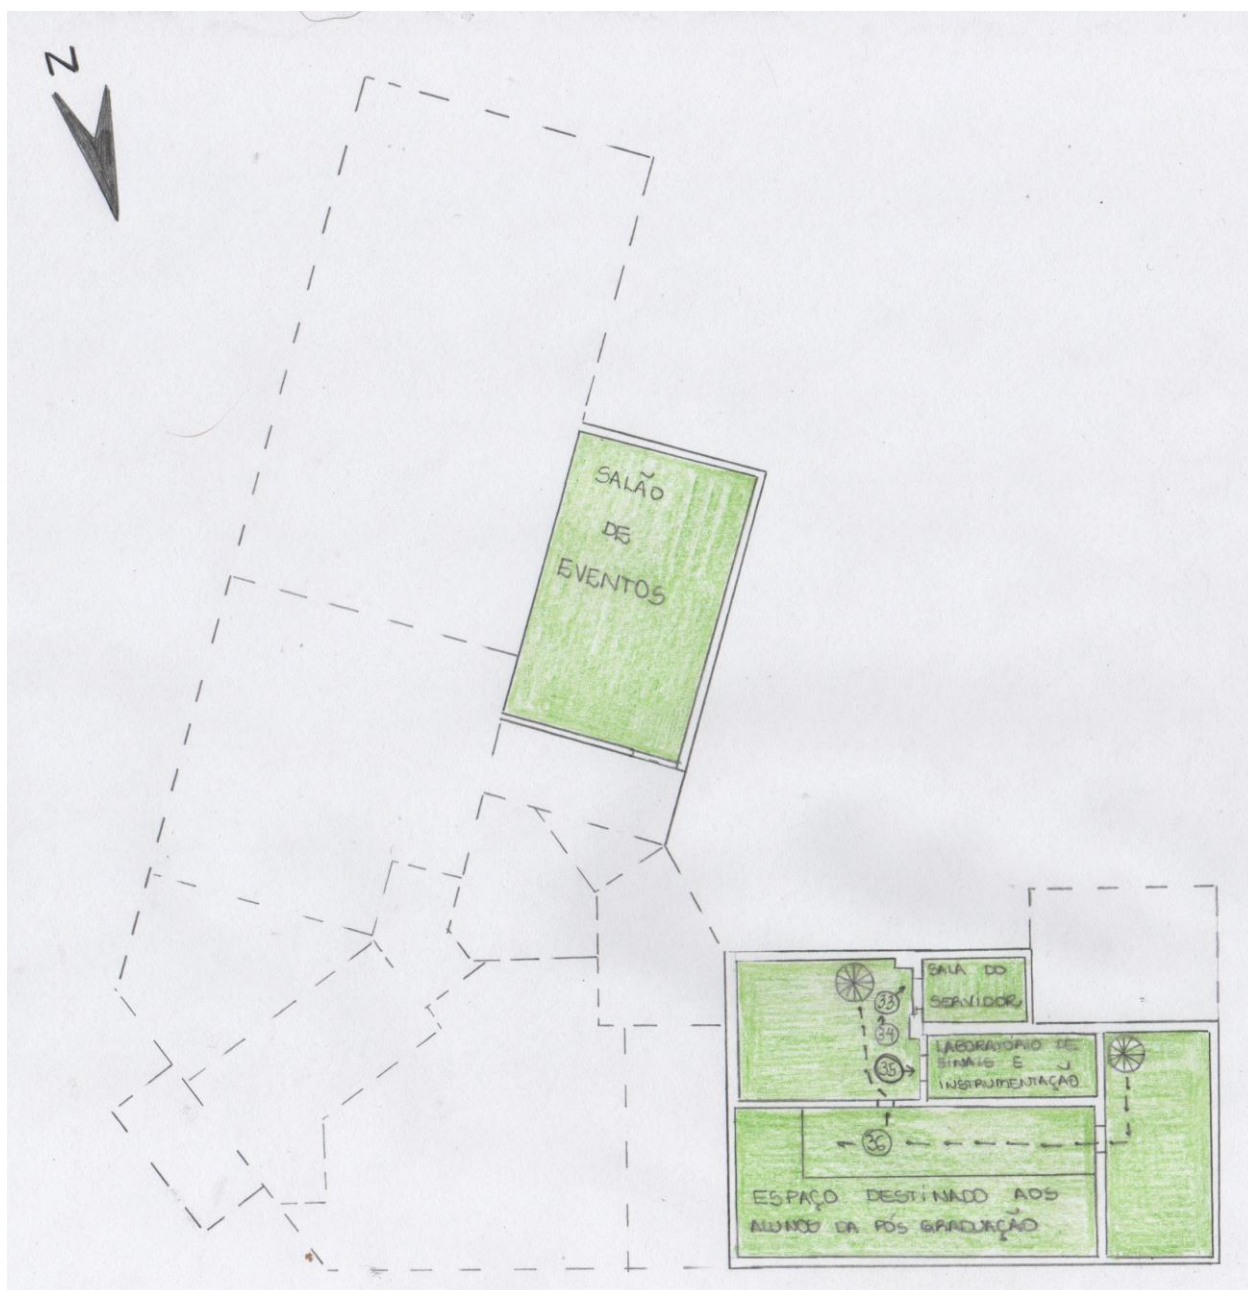 N
SALÃO
DE
EVENTOS
SALA DO
SERVIDOR
33
34
LABORATÓRIO DE
SINAIS E
INSTRUMENTAÇÃO
35
36
ESPAÇO DESTINADO AOS
ALUNOS DA PÓS GRADUAÇÃO